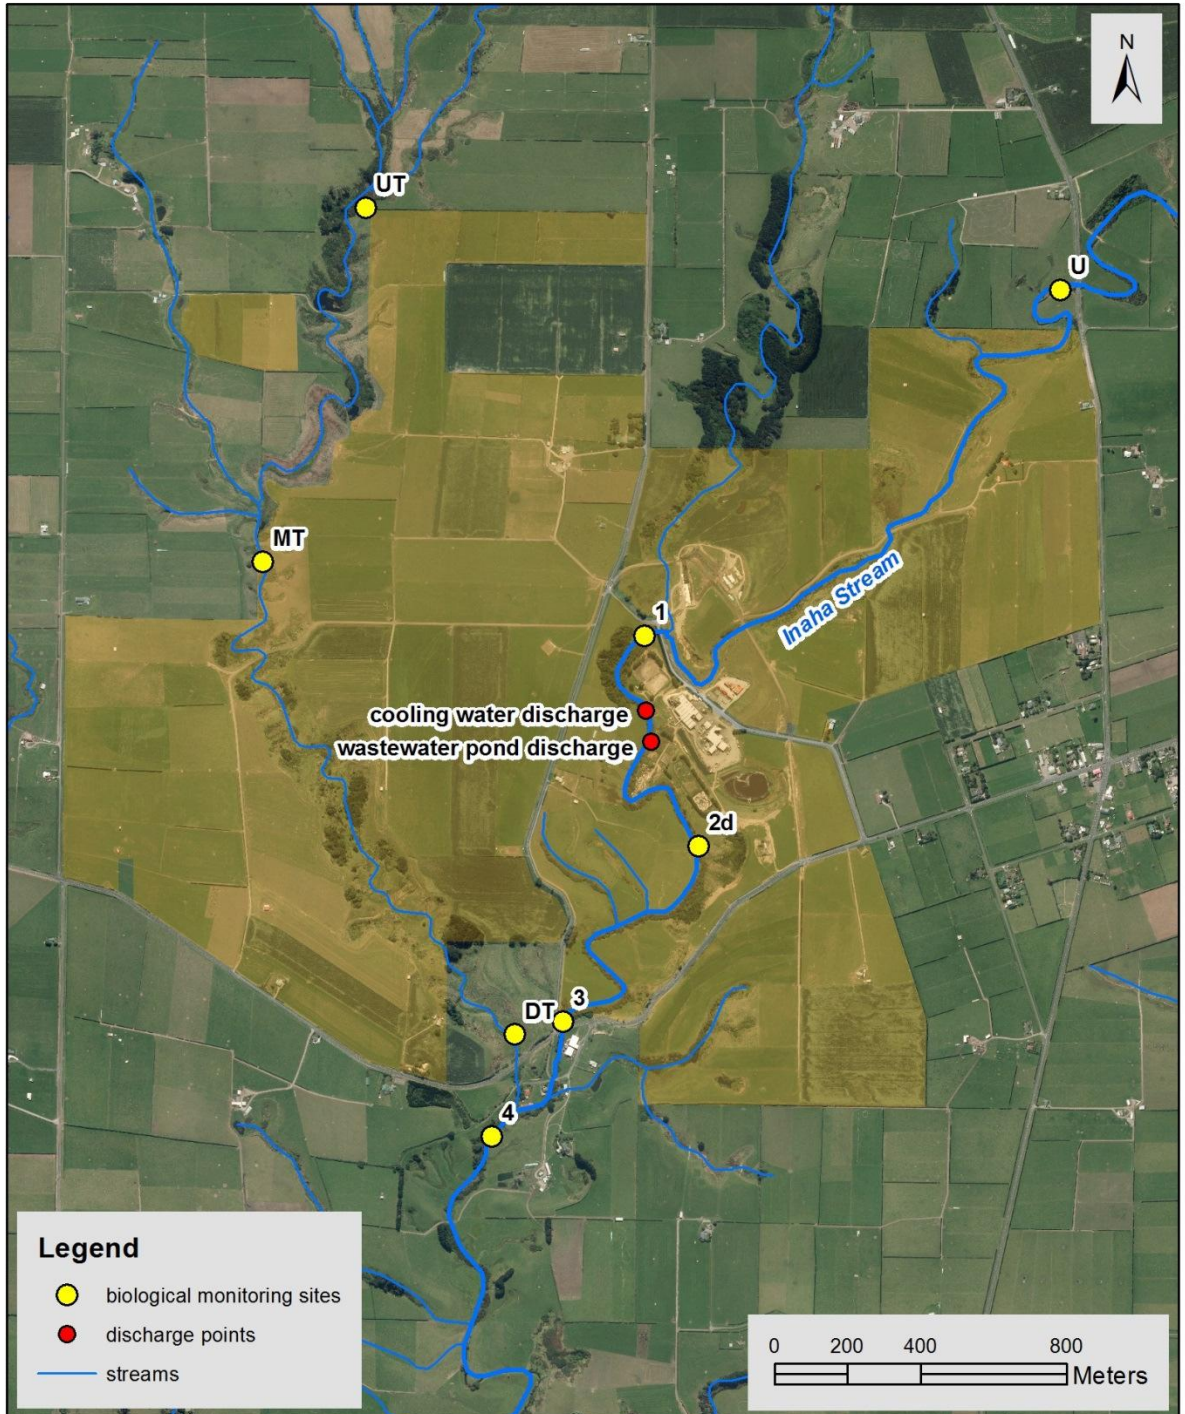 N
UT
U
MT
1
Inaha Stream
cooling water discharge
wastewater pond discharge
2d
DT
3
4
Legend
biological monitoring sites
discharge points
streams
0 200 400 800
Meters